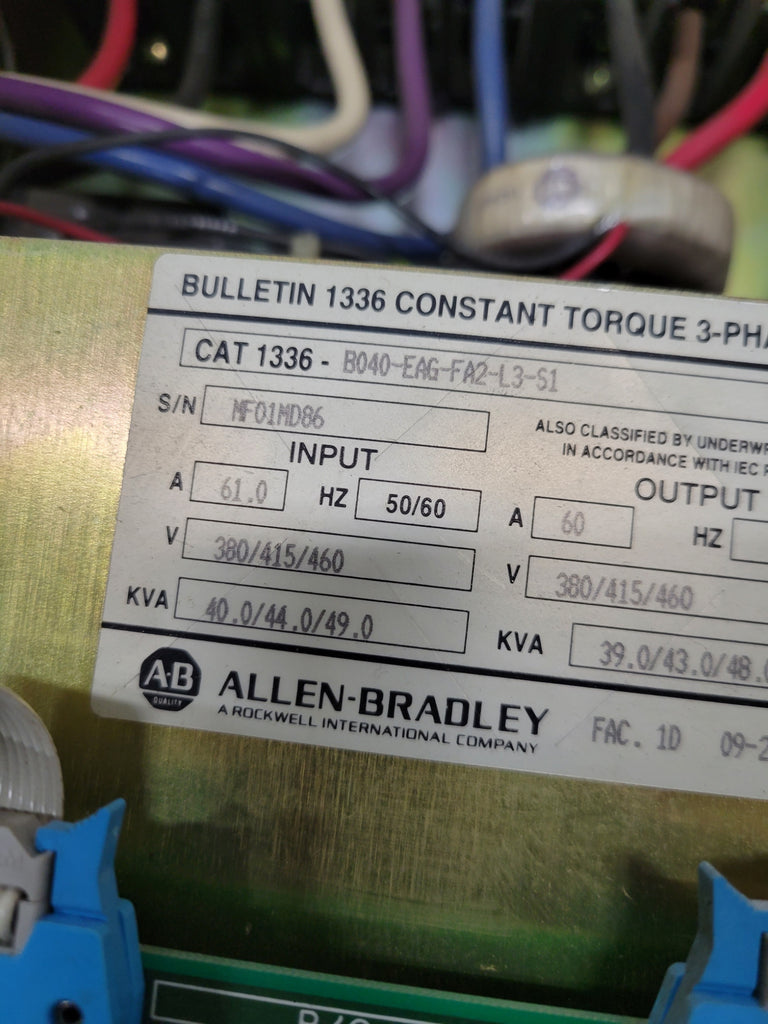 BULLETIN 1336 CONSTANT TORQUE 3-PHA
CAT 1336 - B040-EAG-FA2-L3-S1
S/N MF01MD86
ALSO CLASSIFIED BY UNDERWR
IN ACCORDANCE WITH IEC
INPUT
A 61.0 HZ 50/60
V 380/415/460
KVA 40.0/44.0/49.0
OUTPUT
A 60 HZ
V 380/415/460
KVA 39.0/43.0/48.0
A-B
QUALITY
ALLEN-BRADLEY
A ROCKWELL INTERNATIONAL COMPANY
FAC. 1D 09-2